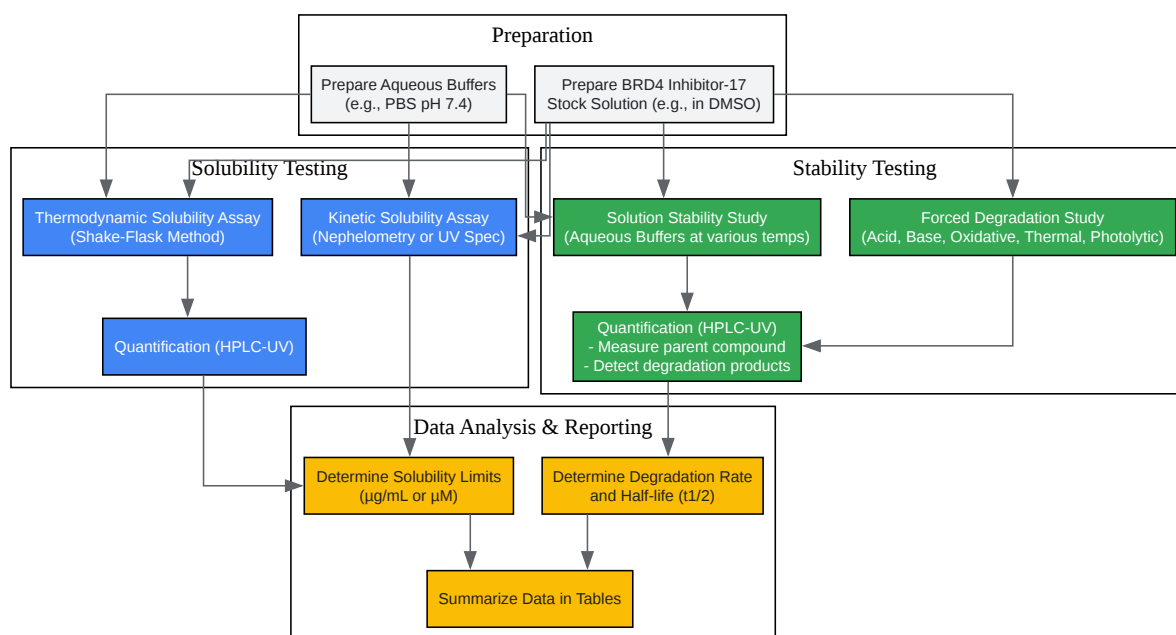 Preparation
Prepare Aqueous Buffers
(e.g., PBS pH 7.4)
Prepare BRD4 Inhibitor-17
Stock Solution (e.g., in DMSO)
Solubility Testing
Stability Testing
Thermodynamic Solubility Assay
(Shake-Flask Method)
Kinetic Solubility Assay
(Nephelometry or UV Spec)
Solution Stability Study
(Aqueous Buffers at various temps)
Forced Degradation Study
(Acid, Base, Oxidative, Thermal, Photolytic)
Quantification (HPLC-UV)
Quantification (HPLC-UV)
- Measure parent compound
- Detect degradation products
Data Analysis & Reporting
Determine Solubility Limits
(µg/mL or µM)
Determine Degradation Rate
and Half-life (t1/2)
Summarize Data in Tables